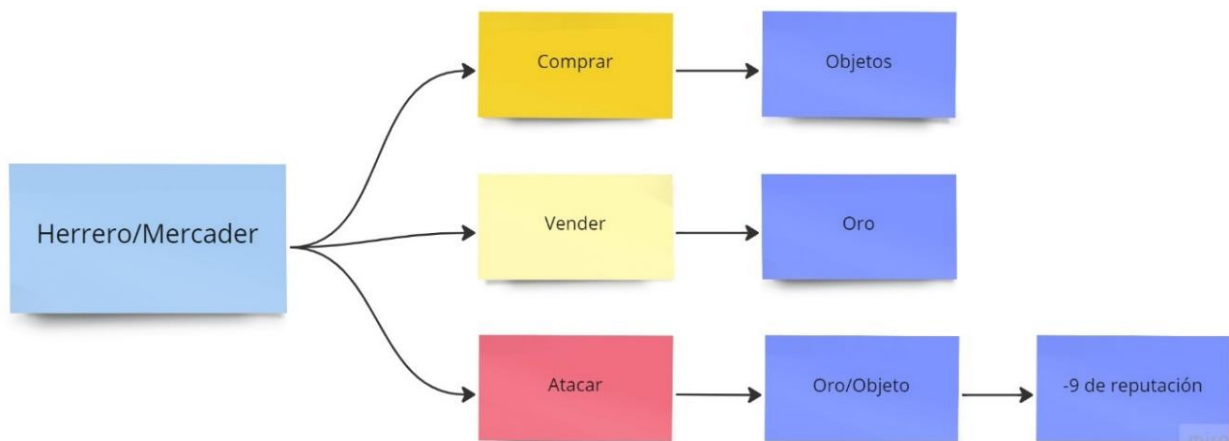 Comprar
Objetos
Herrero/Mercader
Vender
Oro
Atacar
Oro/Objeto
-9 de reputación